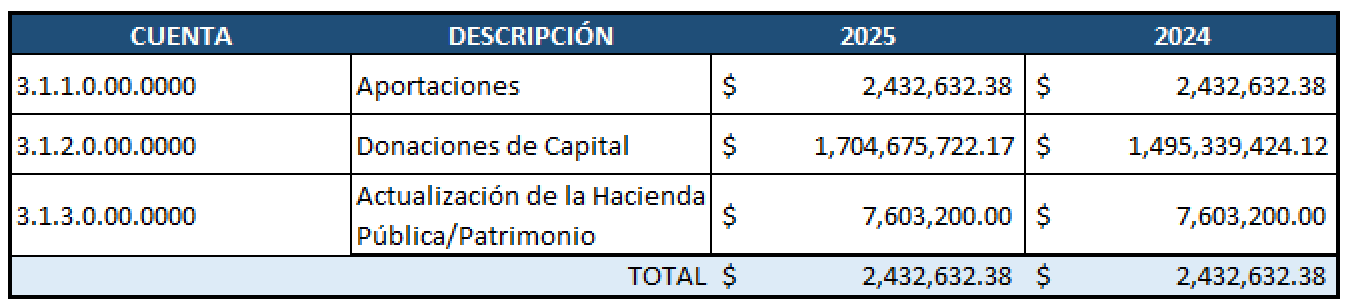 CUENTA DESCRIPCIÓN 2025 2024
3.1.1.0.00.0000 Aportaciones $ 2,432,632.38 $ 2,432,632.38
3.1.2.0.00.0000 Donaciones de Capital $ 1,704,675,722.17 $ 1,495,339,424.12
3.1.3.0.00.0000 Actualización de la Hacienda
Pública/Patrimonio $ 7,603,200.00 $ 7,603,200.00
TOTAL $ 2,432,632.38 $ 2,432,632.38